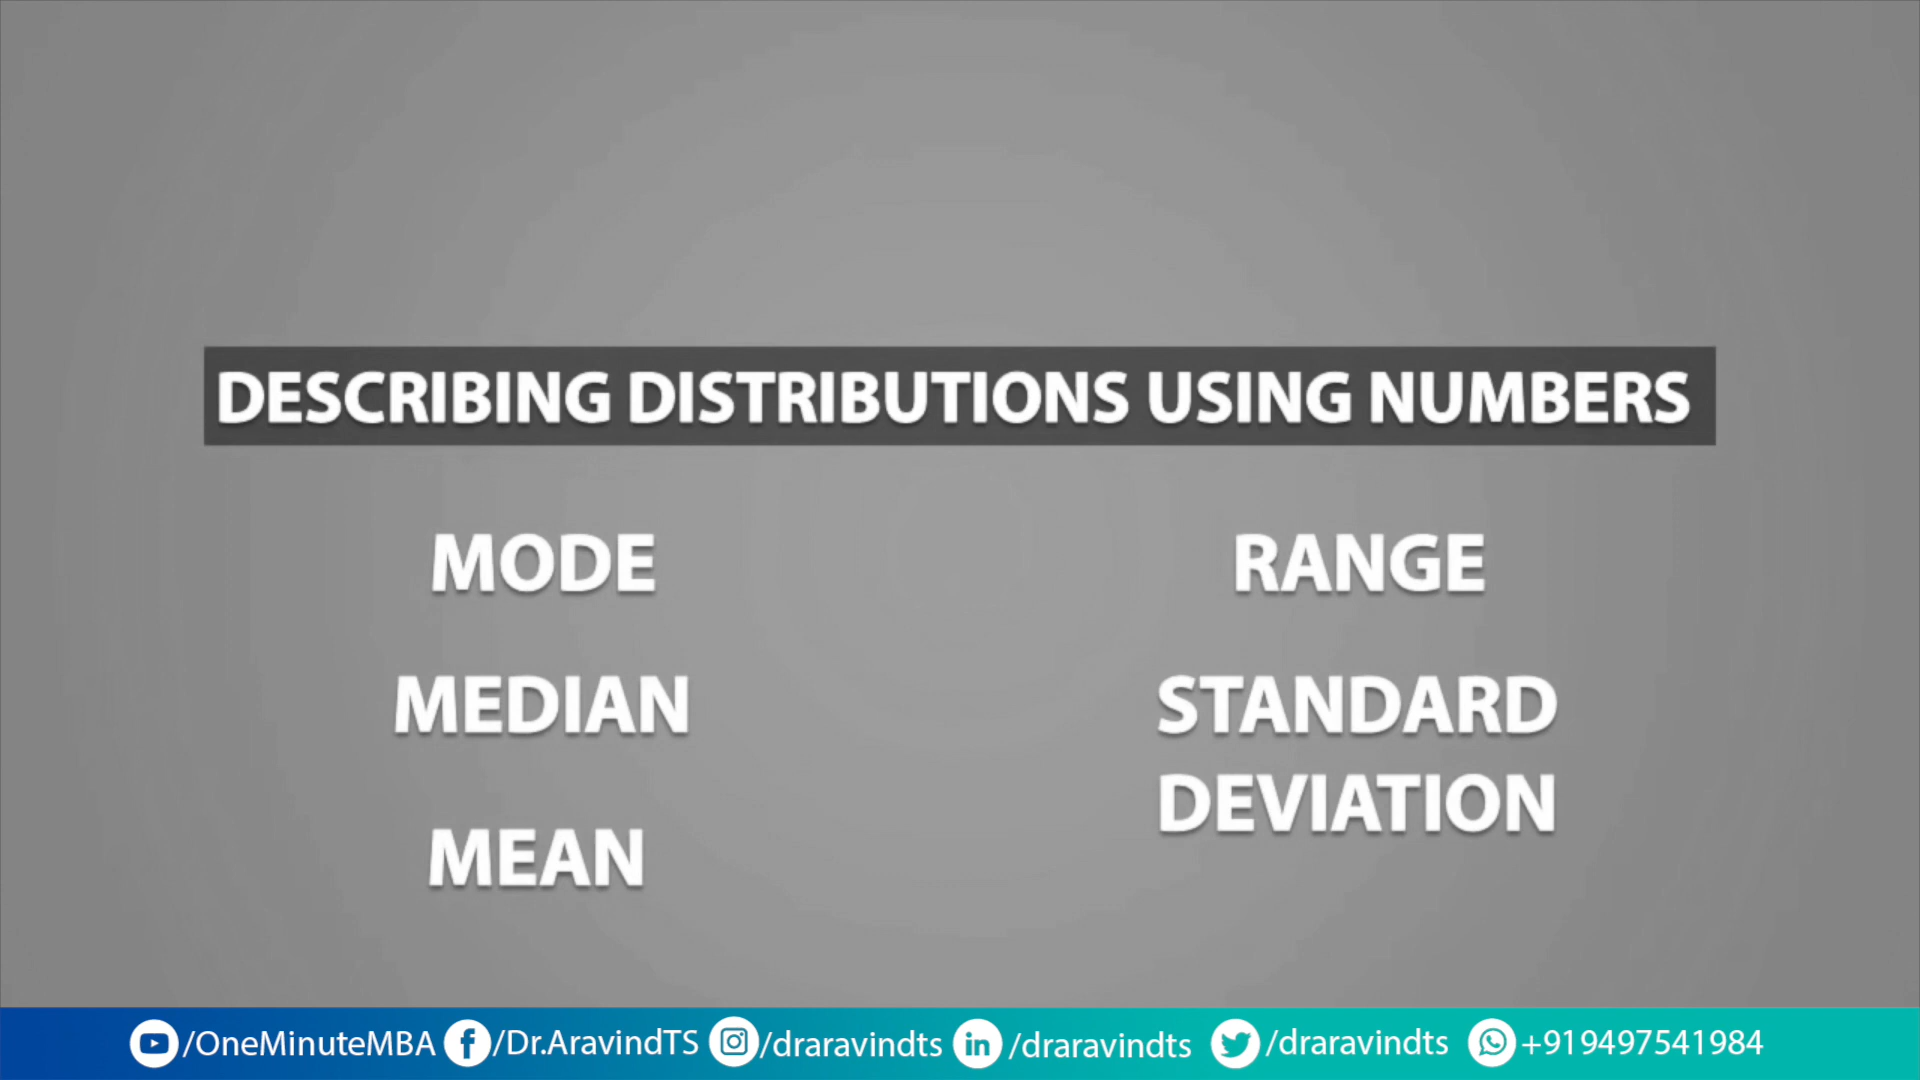 DESCRIBING DISTRIBUTIONS USING NUMBERS
MODE
MEDIAN
MEAN
RANGE
STANDARD
DEVIATION
/OneMinuteMBA /Dr.AravindTS /draravindts /draravindts /draravindts +919497541984